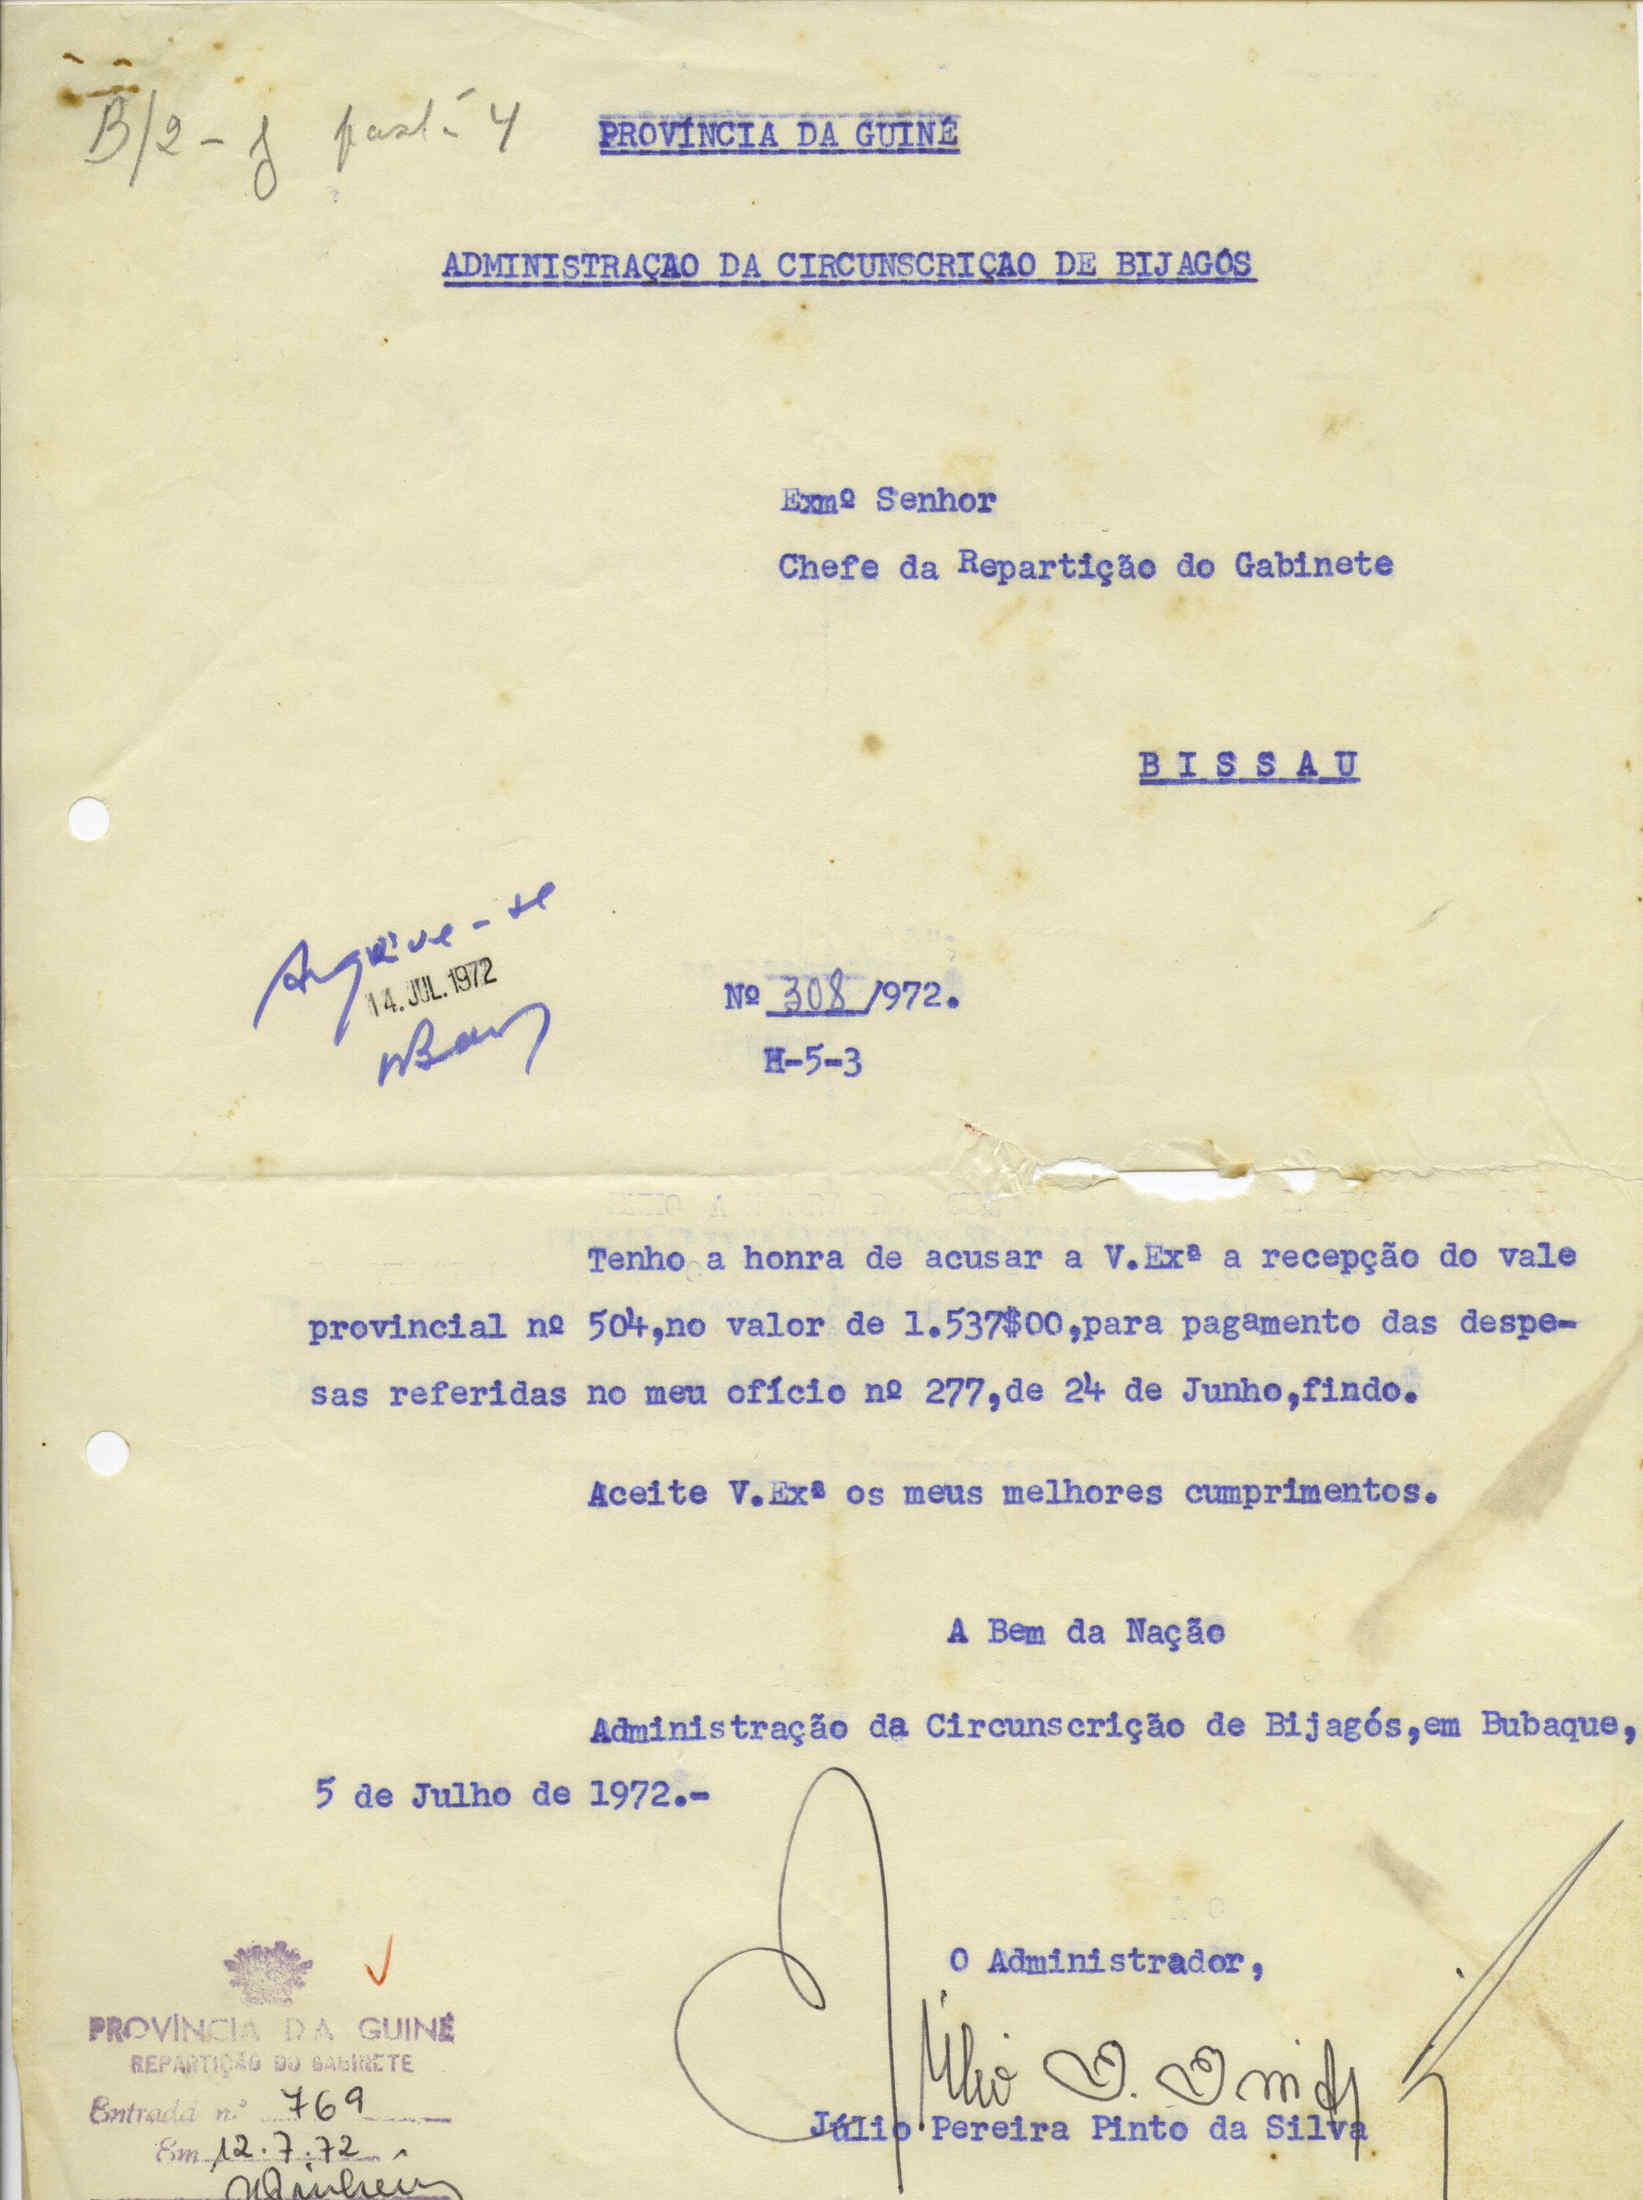 B/2-
PROVÍNCIA DA GUINÉ
ADMINISTRAÇAO DA CIRCUNSCRIÇAO DE BIJAGÓS
Exmº Senhor
Chefe da Repartição do Gabinete
B I S S A U
Arquive-se
14. JUL. 1972
Nº 308/972.
H-5-3
Tenho a honra de acusar a V.Exª a recepção do vale
provincial nº 504,no valor de 1.537$00,para pagamento das despe-
sas referidas no meu ofício nº 277,de 24 de Junho,findo.
Aceite V.Exª os meus melhores cumprimentos.
A Bem da Nação
Administração da Circunscrição de Bijagós,em Bubaque,
5 de Julho de 1972.-
O Administrador,
Júlio Pereira Pinto da Silva
PROVÍNCIA DA GUINÉ
REPARTIÇÃO DO GABINETE
Entrada n.º 769
Em 12.7.72